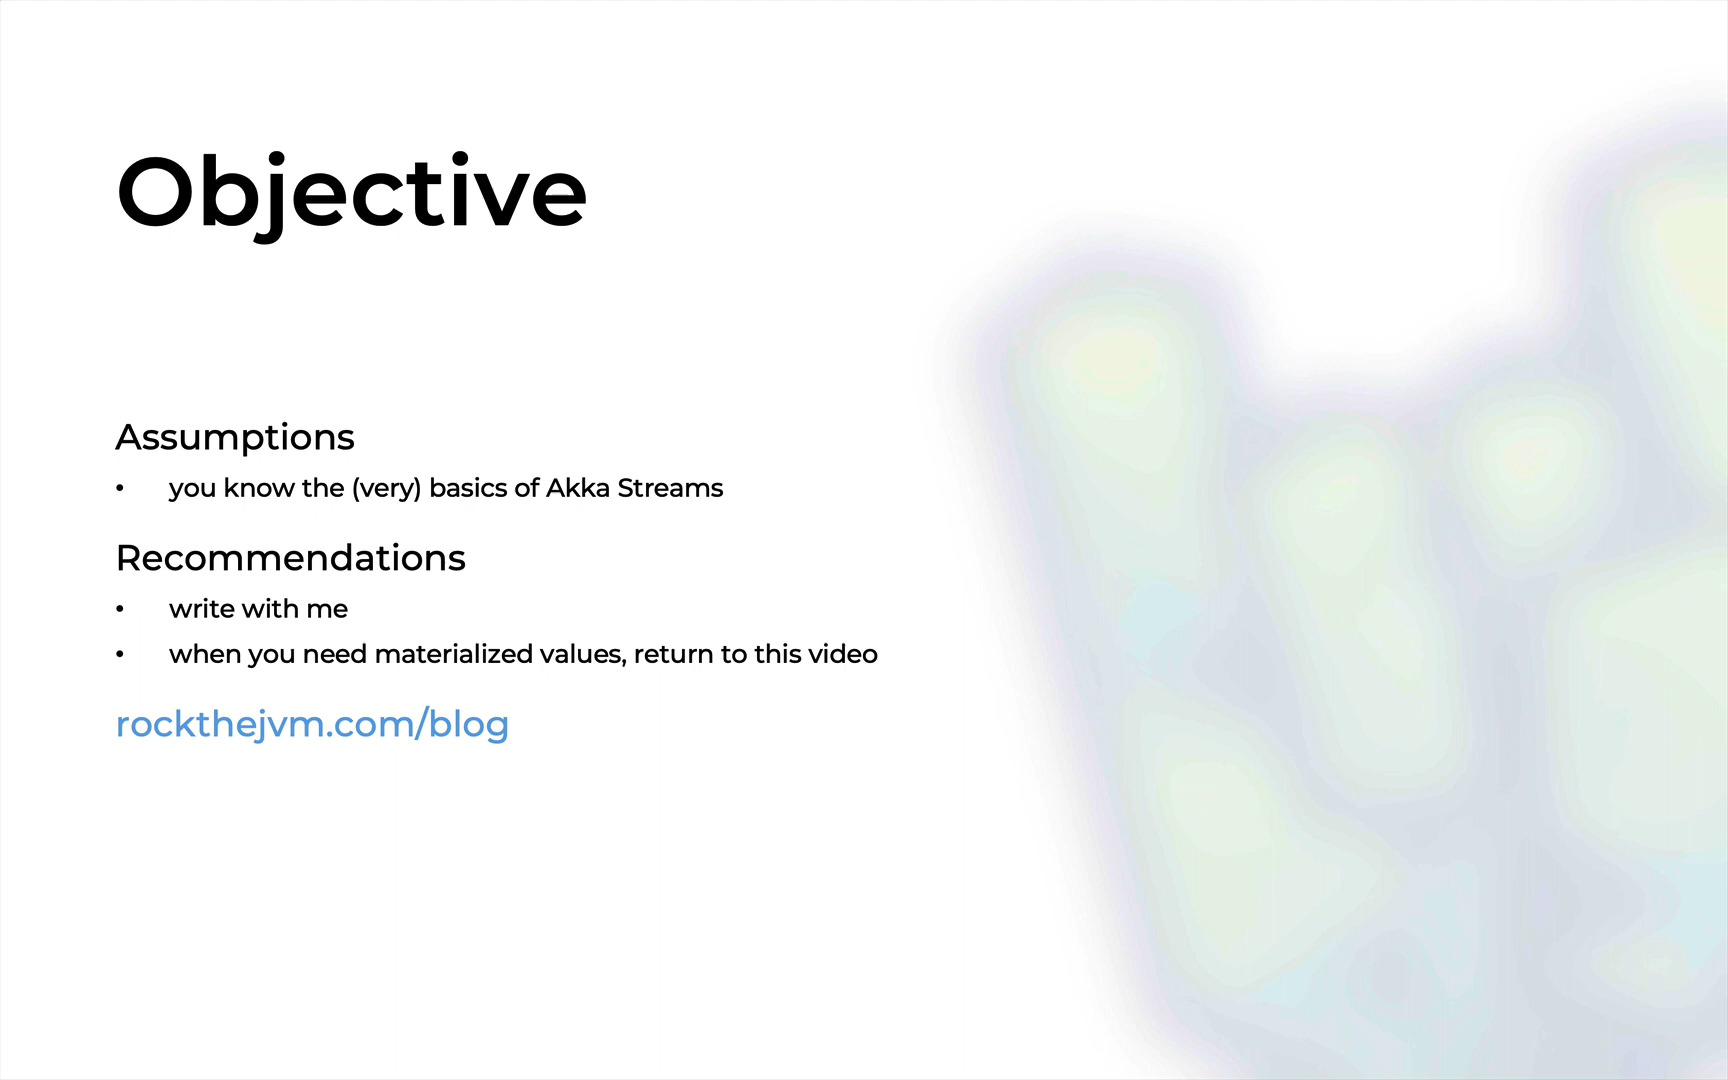 Objective
Assumptions
• you know the (very) basics of Akka Streams
Recommendations
• write with me
• when you need materialized values, return to this video
rockthejvm.com/blog